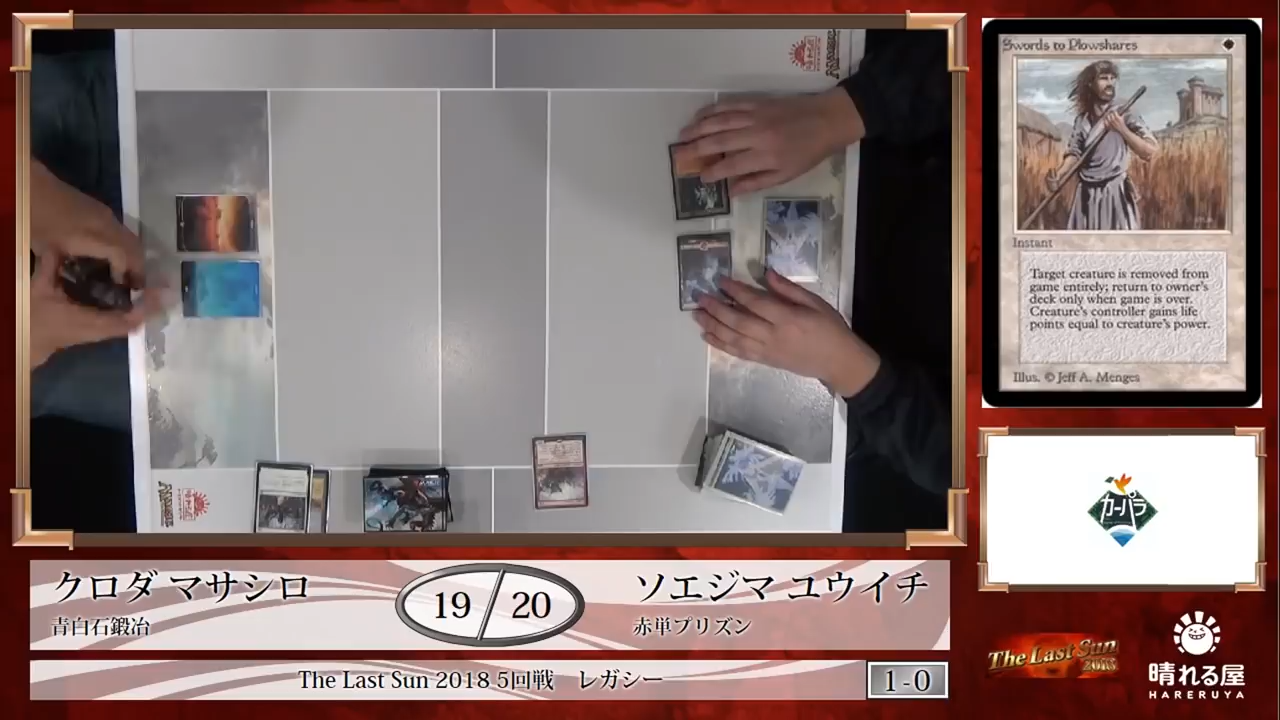 Swords to Plowshares
Instant
Target creature is removed from
game entirely; return to owner's
deck only when game is over.
Creature's controller gains life
points equal to creature's power.
Illus. © Jeff A. Menges
カーパラ
クロダ マサシロ
青白石鍛冶
19 / 20
ソエジマ ユウイチ
赤単プリズン
The Last Sun 2018 5回戦 レガシー
1-0
The Last Sun
2018
晴れる屋
HARERUYA